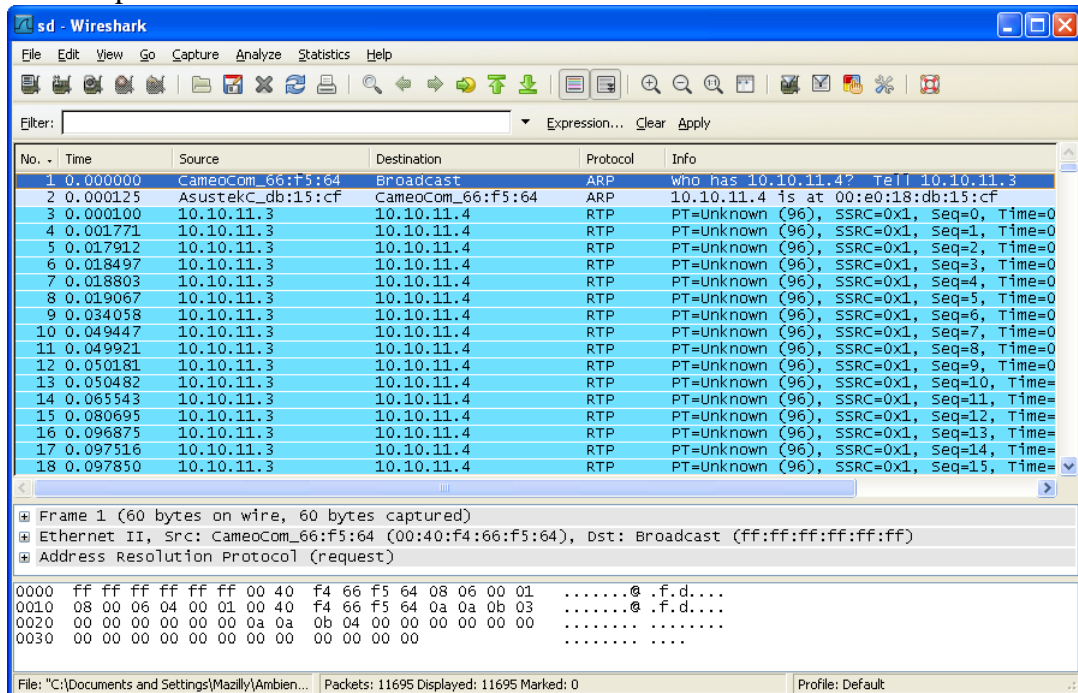 sd - Wireshark
File Edit View Go Capture Analyze Statistics Help
Filter: Expression... Clear Apply
No. Time Source Destination Protocol Info
1 0.000000 CameoCom_66:f5:64 Broadcast ARP who has 10.10.11.4? Tell 10.10.11.3
2 0.000125 AsustekC_db:15:cf CameoCom_66:f5:64 ARP 10.10.11.4 is at 00:e0:18:db:15:cf
3 0.000100 10.10.11.3 10.10.11.4 RTP PT=Unknown (96), SSRC=0x1, Seq=0, Time=0
4 0.001771 10.10.11.3 10.10.11.4 RTP PT=Unknown (96), SSRC=0x1, Seq=1, Time=0
5 0.017912 10.10.11.3 10.10.11.4 RTP PT=Unknown (96), SSRC=0x1, Seq=2, Time=0
6 0.018497 10.10.11.3 10.10.11.4 RTP PT=Unknown (96), SSRC=0x1, Seq=3, Time=0
7 0.018803 10.10.11.3 10.10.11.4 RTP PT=Unknown (96), SSRC=0x1, Seq=4, Time=0
8 0.019067 10.10.11.3 10.10.11.4 RTP PT=Unknown (96), SSRC=0x1, Seq=5, Time=0
9 0.034058 10.10.11.3 10.10.11.4 RTP PT=Unknown (96), SSRC=0x1, Seq=6, Time=0
10 0.049447 10.10.11.3 10.10.11.4 RTP PT=Unknown (96), SSRC=0x1, Seq=7, Time=0
11 0.049921 10.10.11.3 10.10.11.4 RTP PT=Unknown (96), SSRC=0x1, Seq=8, Time=0
12 0.050181 10.10.11.3 10.10.11.4 RTP PT=Unknown (96), SSRC=0x1, Seq=9, Time=0
13 0.050482 10.10.11.3 10.10.11.4 RTP PT=Unknown (96), SSRC=0x1, Seq=10, Time=
14 0.065543 10.10.11.3 10.10.11.4 RTP PT=Unknown (96), SSRC=0x1, Seq=11, Time=
15 0.080695 10.10.11.3 10.10.11.4 RTP PT=Unknown (96), SSRC=0x1, Seq=12, Time=
16 0.096875 10.10.11.3 10.10.11.4 RTP PT=Unknown (96), SSRC=0x1, Seq=13, Time=
17 0.097516 10.10.11.3 10.10.11.4 RTP PT=Unknown (96), SSRC=0x1, Seq=14, Time=
18 0.097850 10.10.11.3 10.10.11.4 RTP PT=Unknown (96), SSRC=0x1, Seq=15, Time=
Frame 1 (60 bytes on wire, 60 bytes captured)
Ethernet II, Src: CameoCom_66:f5:64 (00:40:f4:66:f5:64), Dst: Broadcast (ff:ff:ff:ff:ff:ff)
Address Resolution Protocol (request)
0000 ff ff ff ff ff ff 00 40 f4 66 f5 64 08 06 00 01 .......@ .f.d....
0010 08 00 06 04 00 01 00 40 f4 66 f5 64 0a 0a 0b 03 .......@ .f.d....
0020 00 00 00 00 00 00 0a 0a 0b 04 00 00 00 00 00 00 ........ ........
0030 00 00 00 00 00 00 00 00 00 00 00 00 ........ ....
File: "C:\Documents and Settings\Mazilly\Ambien... Packets: 11695 Displayed: 11695 Marked: 0 Profile: Default